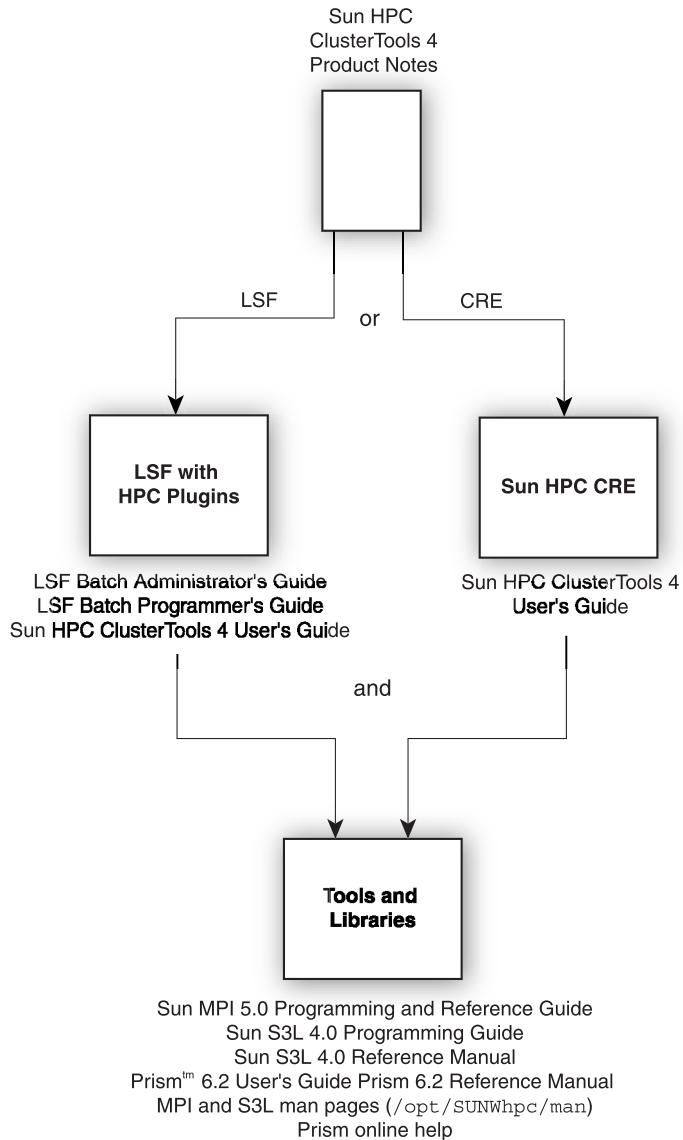 Sun HPC
ClusterTools 4
Product Notes
LSF
or
CRE
LSF with
HPC Plugins
Sun HPC CRE
LSF Batch Administrator's Guide
LSF Batch Programmer's Guide
Sun HPC ClusterTools 4 User's Guide
Sun HPC ClusterTools 4
User's Guide
and
Tools and
Libraries
Sun MPI 5.0 Programming and Reference Guide
Sun S3L 4.0 Programming Guide
Sun S3L 4.0 Reference Manual
Prism™ 6.2 User's Guide Prism 6.2 Reference Manual
MPI and S3L man pages (/opt/SUNWhpc/man)
Prism online help